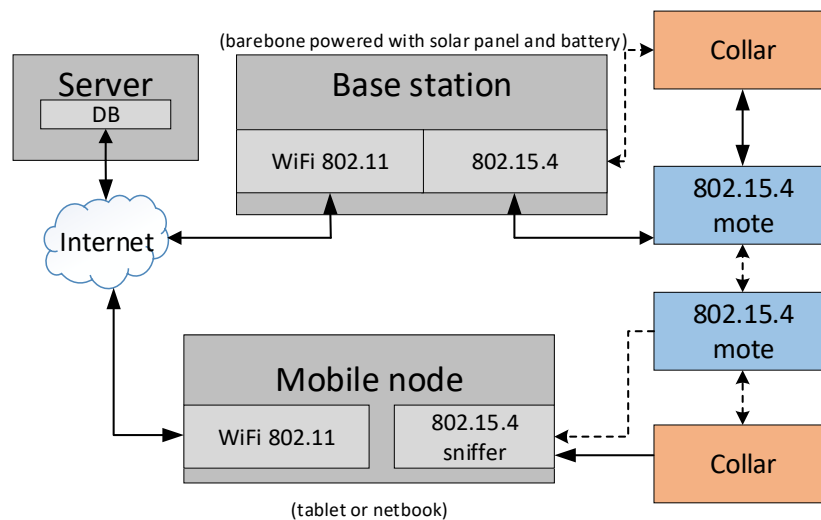 (barebone powered with solar panel and battery)
Collar
Server
DB
Base station
WiFi 802.11
802.15.4
802.15.4
mote
Internet
802.15.4
mote
Mobile node
WiFi 802.11
802.15.4
sniffer
Collar
(tablet or netbook)